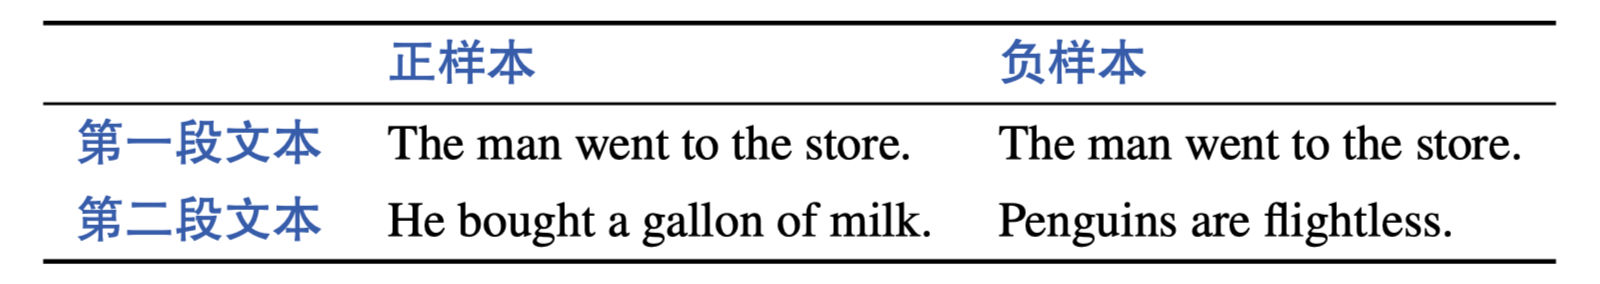 正样本 负样本
第一段文本 The man went to the store. The man went to the store.
第二段文本 He bought a gallon of milk. Penguins are flightless.